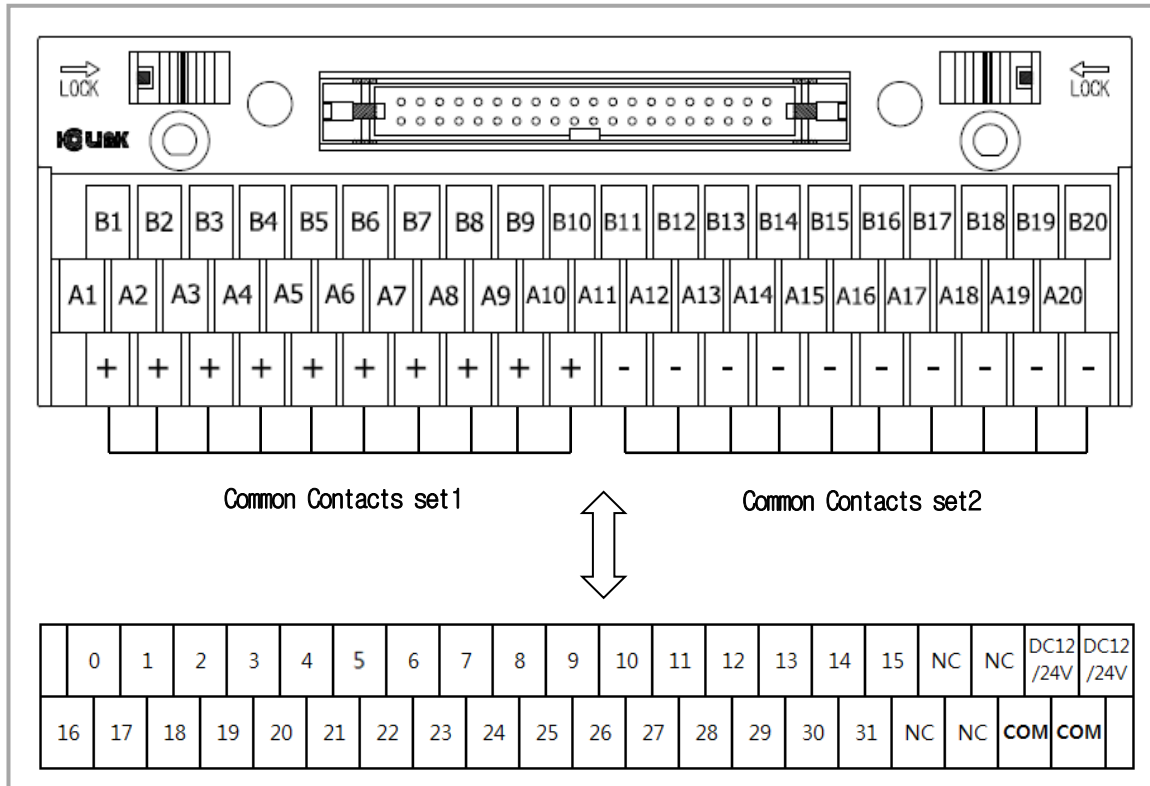 LOCK LOCK
B1 B2 B3 B4 B5 B6 B7 B8 B9 B10 B11 B12 B13 B14 B15 B16 B17 B18 B19 B20
A1 A2 A3 A4 A5 A6 A7 A8 A9 A10 A11 A12 A13 A14 A15 A16 A17 A18 A19 A20
+ + + + + + + + + + - - - - - - - - - -
Common Contacts set1 Common Contacts set2
0 1 2 3 4 5 6 7 8 9 10 11 12 13 14 15 NC NC DC12/24V DC12/24V
16 17 18 19 20 21 22 23 24 25 26 27 28 29 30 31 NC NC COM COM